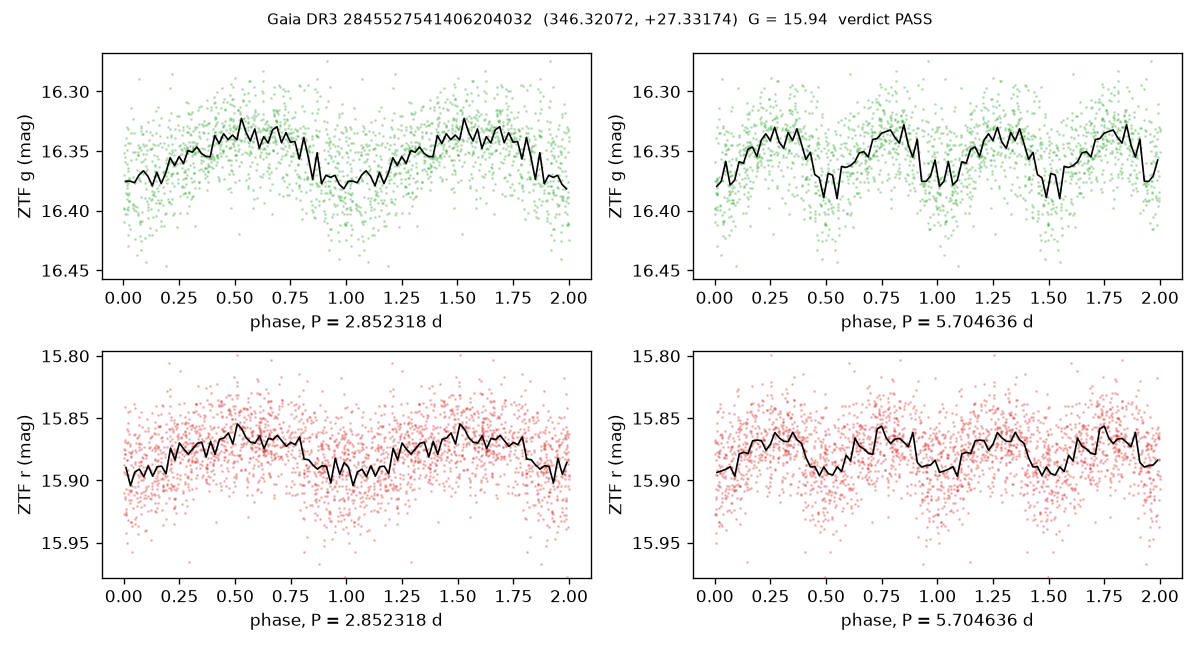 Gaia DR3 2845527541406204032 (346.32072, +27.33174) G = 15.94 verdict PASS
ZTF g (mag)
16.30
16.35
16.40
16.45
0.00 0.25 0.50 0.75 1.00 1.25 1.50 1.75 2.00
phase, P = 2.852318 d
ZTF g (mag)
16.30
16.35
16.40
16.45
0.00 0.25 0.50 0.75 1.00 1.25 1.50 1.75 2.00
phase, P = 5.704636 d
ZTF r (mag)
15.80
15.85
15.90
15.95
0.00 0.25 0.50 0.75 1.00 1.25 1.50 1.75 2.00
phase, P = 2.852318 d
ZTF r (mag)
15.80
15.85
15.90
15.95
0.00 0.25 0.50 0.75 1.00 1.25 1.50 1.75 2.00
phase, P = 5.704636 d